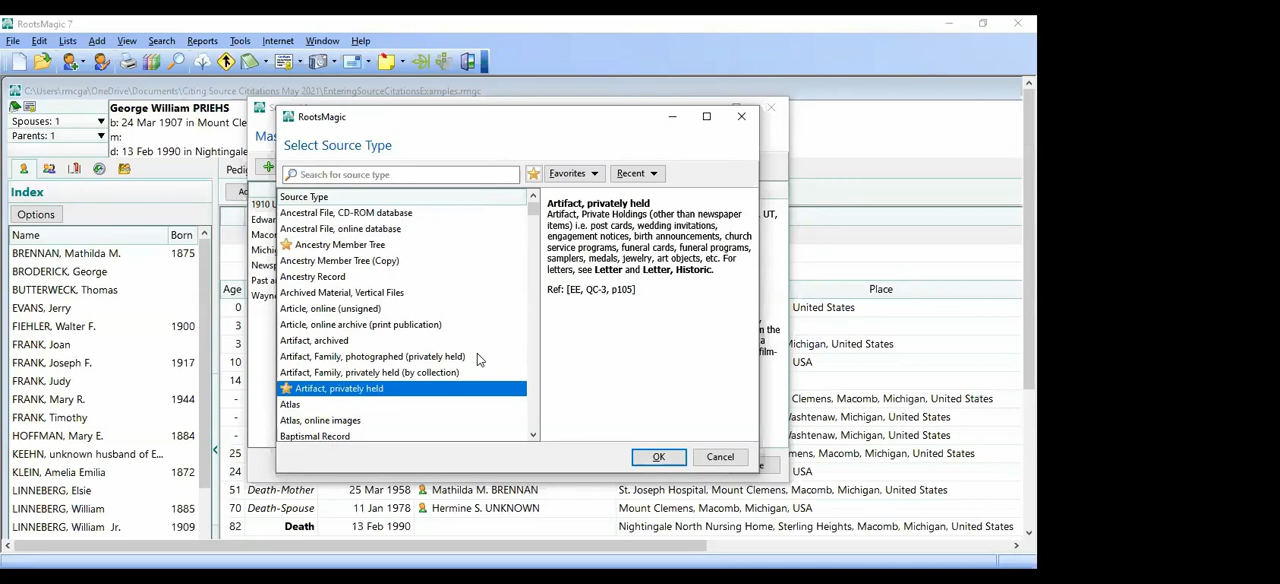 RootsMagic 7
File Edit Lists Add View Search Reports Tools Internet Window Help
C:\Users\rmcga\OneDrive\Documents\Citing Source Citations May 2021\EnteringSourceCitationsExamples.rmgc
George William PRIEHS
Spouses: 1
b: 24 Mar 1907 in Mount Cle
Parents: 1
m:
d: 13 Feb 1990 in Nightingale
Index
Pedig
Options
Name Born
BRENNAN, Mathilda M. 1875
BRODERICK, George
BUTTERWECK, Thomas
EVANS, Jerry
FIEHLER, Walter F. 1900
FRANK, Joan
FRANK, Joseph F. 1917
FRANK, Judy
FRANK, Mary R. 1944
FRANK, Timothy
HOFFMAN, Mary E. 1884
KEEHN, unknown husband of E...
KLEIN, Amelia Emilia 1872
LINNEBERG, Elsie
LINNEBERG, William 1885
LINNEBERG, William Jr. 1909
Mas
1910 U
Edwar
Macon
Michi
Newsp
Past a
Wayn
RootsMagic
Select Source Type
Search for source type
Favorites
Recent
Source Type
Ancestral File, CD-ROM database
Ancestral File, online database
Ancestry Member Tree
Ancestry Member Tree (Copy)
Ancestry Record
Archived Material, Vertical Files
Article, online (unsigned)
Article, online archive (print publication)
Artifact, archived
Artifact, Family, photographed (privately held)
Artifact, Family, privately held (by collection)
Artifact, privately held
Atlas
Atlas, online images
Baptismal Record
Artifact, privately held
Artifact, Private Holdings (other than newspaper
items) i.e. post cards, wedding invitations,
engagement notices, birth announcements, church
service programs, funeral cards, funeral programs,
samplers, medals, jewelry, art objects, etc. For
letters, see Letter and Letter, Historic.
Ref: [EE, QC-3, p105]
OK
Cancel
UT,
m the
a
film-
Age Place
0 United States
3
3 Michigan, United States
10 USA
14
- Clemens, Macomb, Michigan, United States
- Washtenaw, Michigan, United States
- Washtenaw, Michigan, United States
25 mens, Macomb, Michigan, United States
24 USA
51 Death-Mother 25 Mar 1958 Mathilda M. BRENNAN St. Joseph Hospital, Mount Clemens, Macomb, Michigan, United States
70 Death-Spouse 11 Jan 1978 Hermine S. UNKNOWN Mount Clemens, Macomb, Michigan, United States
82 Death 13 Feb 1990 Nightingale North Nursing Home, Sterling Heights, Macomb, Michigan, United States